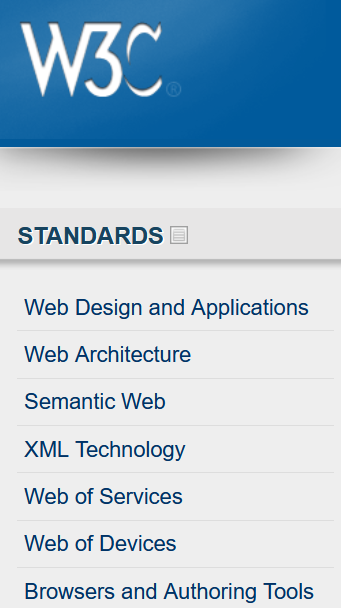 W3C®
STANDARDS
Web Design and Applications
Web Architecture
Semantic Web
XML Technology
Web of Services
Web of Devices
Browsers and Authoring Tools